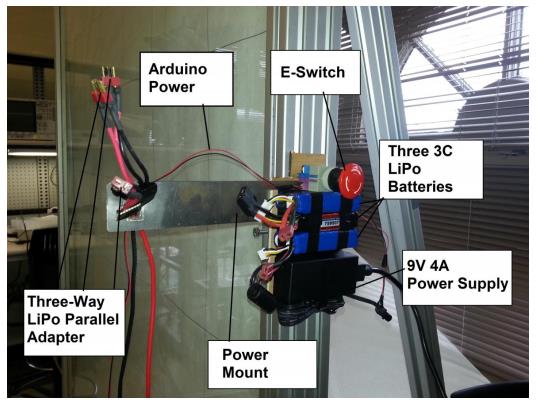 Arduino
Power
E-Switch
Three 3C
LiPo
Batteries
9V 4A
Power Supply
Three-Way
LiPo Parallel
Adapter
Power
Mount